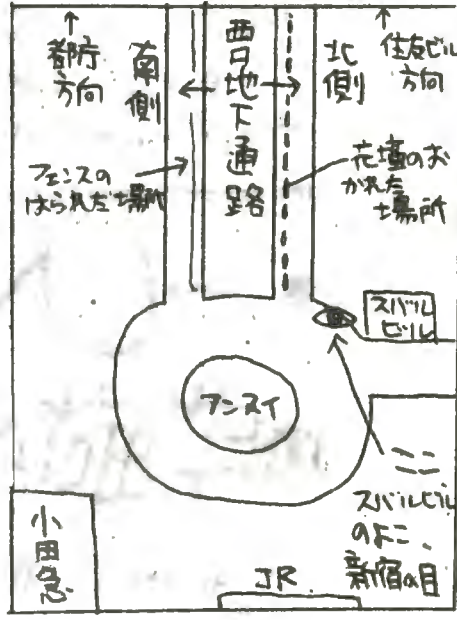 ↑
都庁
方向
南
側
西口地下通路
北
側
↑
住友ビル
方向
フェンスの
はられた場所
花壇のお
かれた
場所
スバル
ビル
アンスイ
ここ
スバルビル
のよこ、
新宿の目
小田急
JR